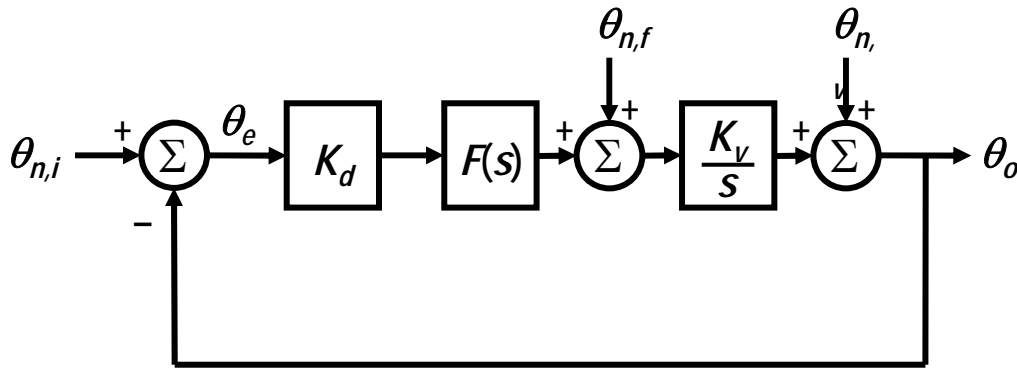 θn,f
θn,v
+
+
θn,i
+
Σ
θe
Kd
F(s)
+
Σ
Kv
s
+
Σ
θo
−